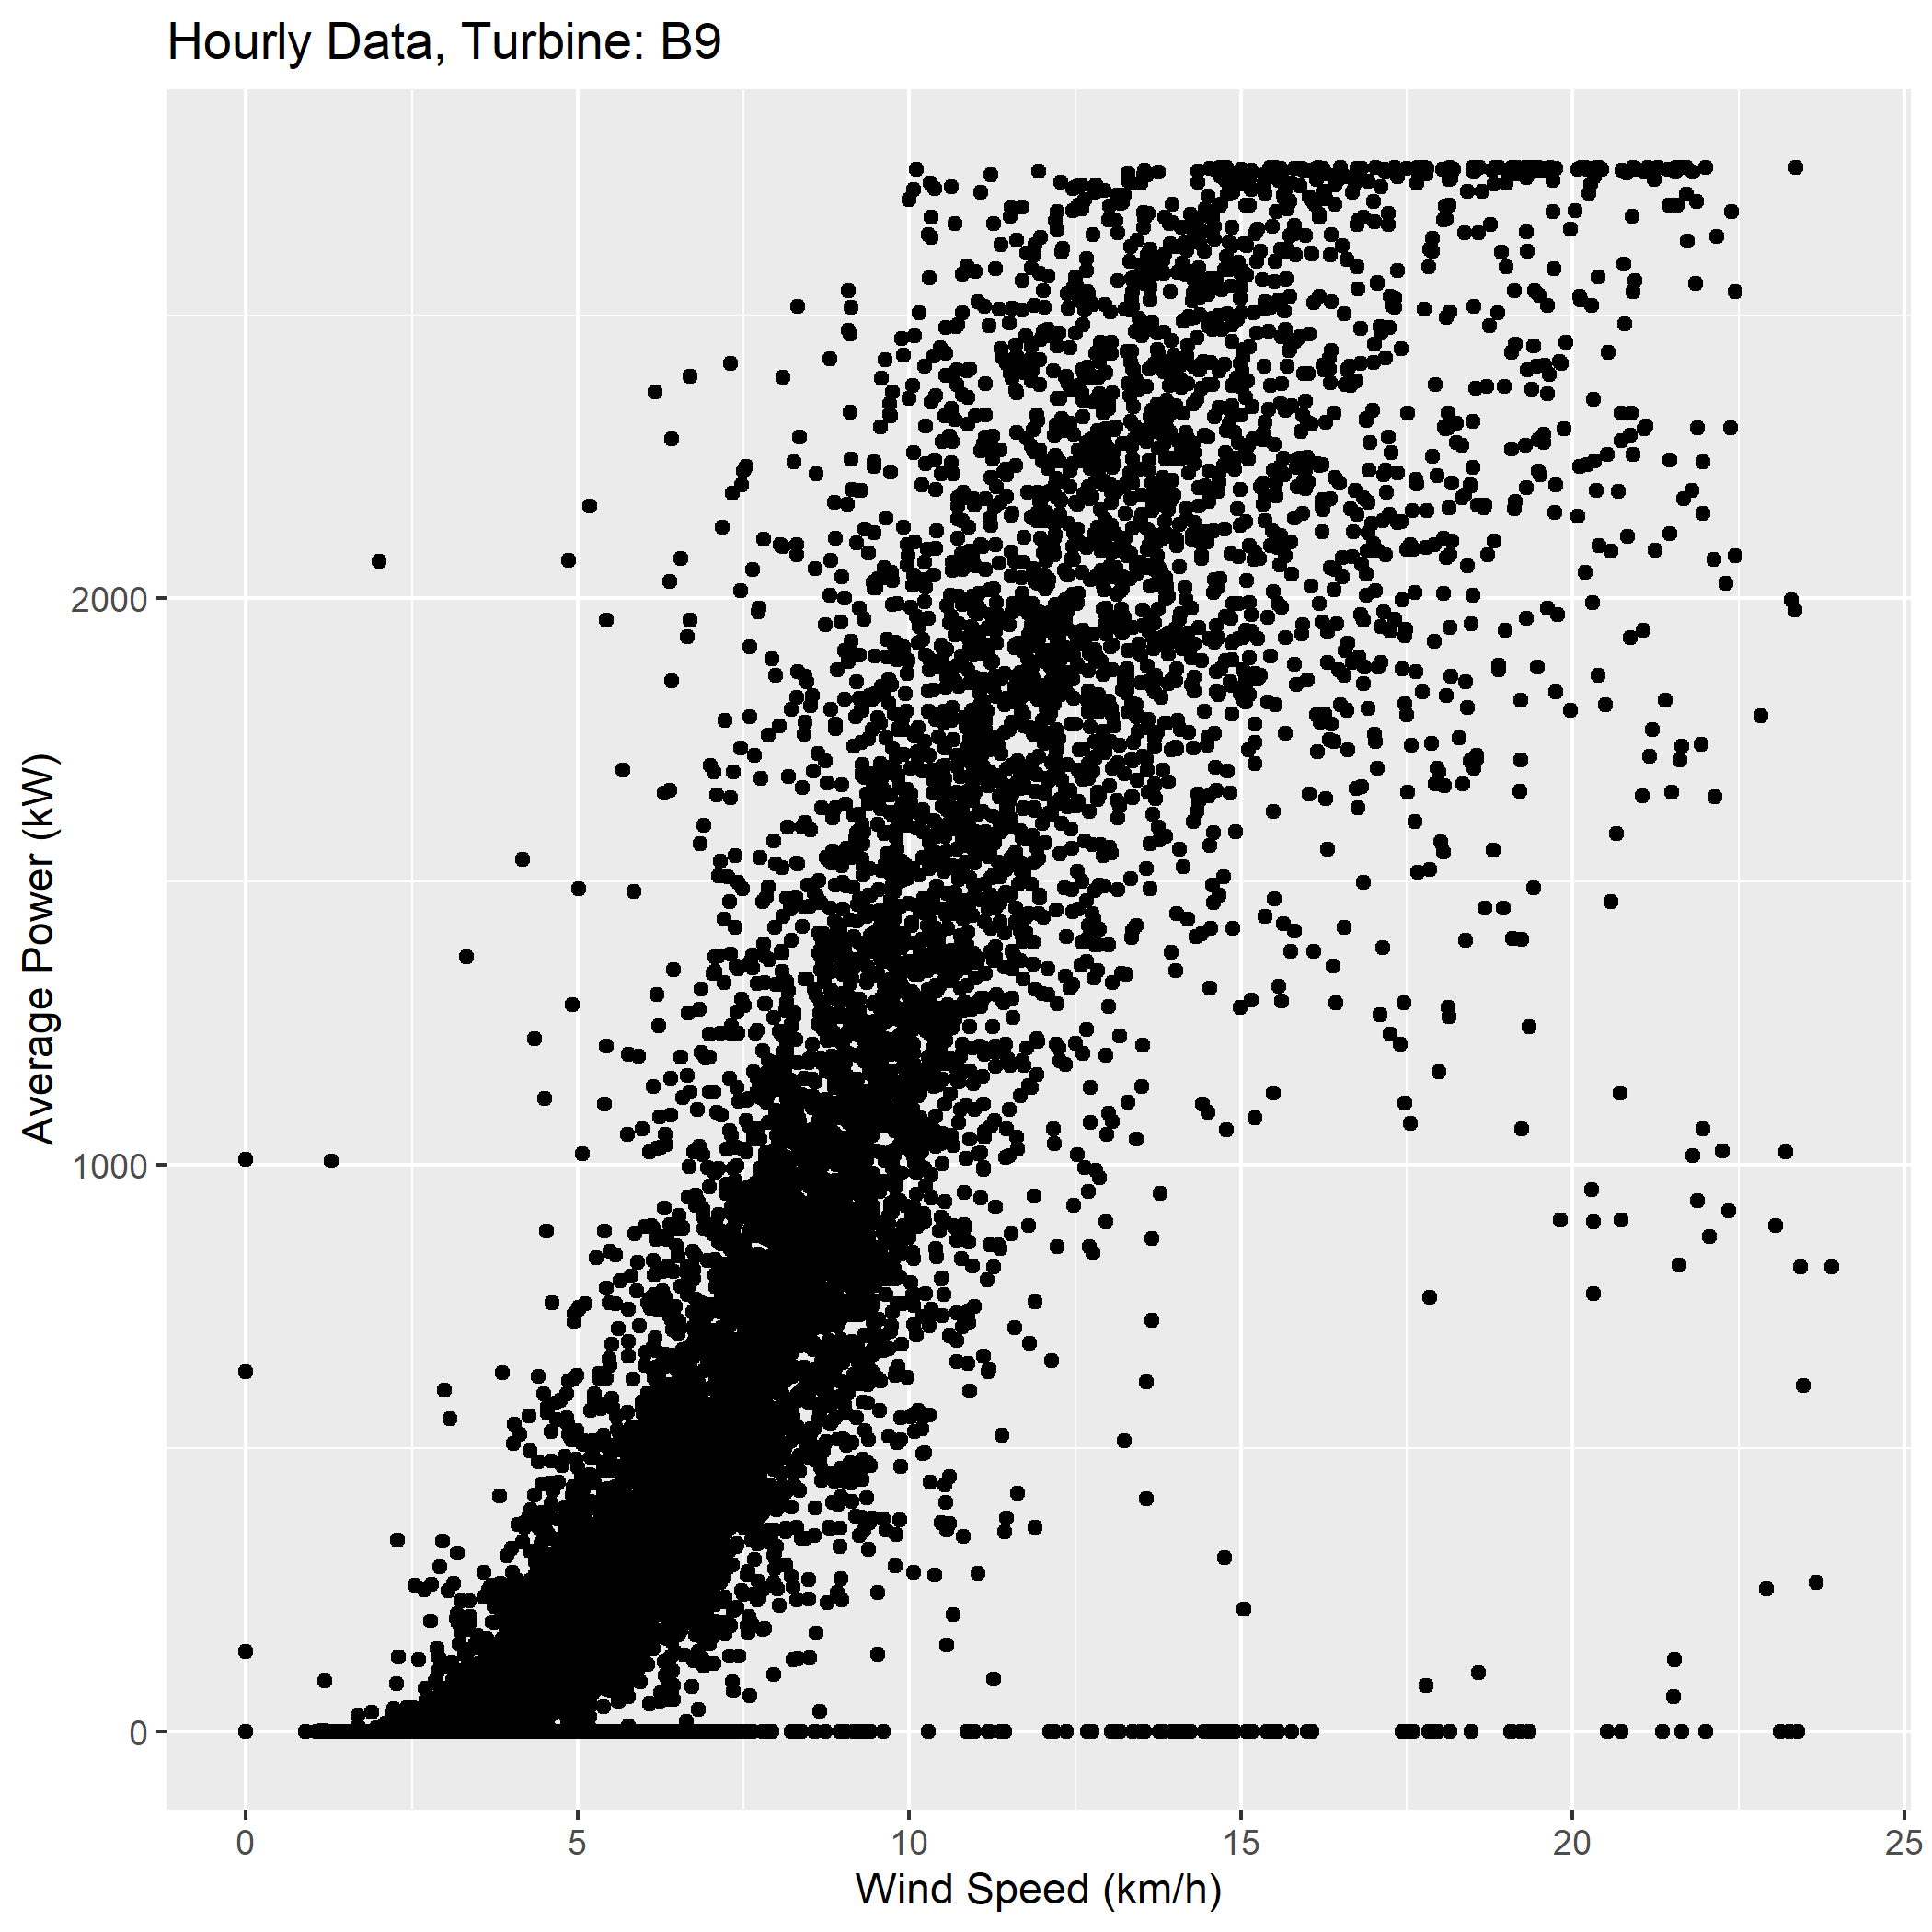 Hourly Data, Turbine: B9
Average Power (kW)
2000
1000
0
0 5 10 15 20 25
Wind Speed (km/h)